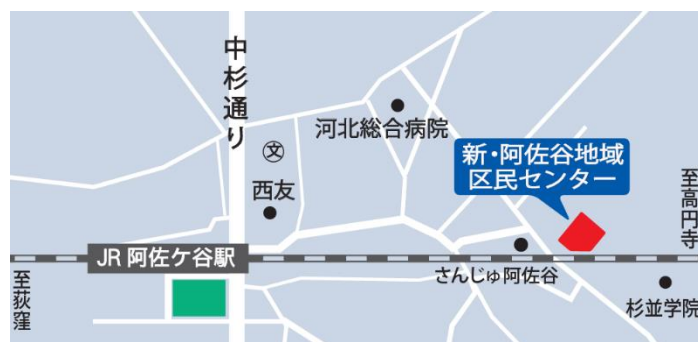 中杉通り
河北総合病院
文
新・阿佐谷地域
区民センター
西友
至高円寺
JR 阿佐ケ谷駅
さんじゅ阿佐谷
至荻窪
杉並学院